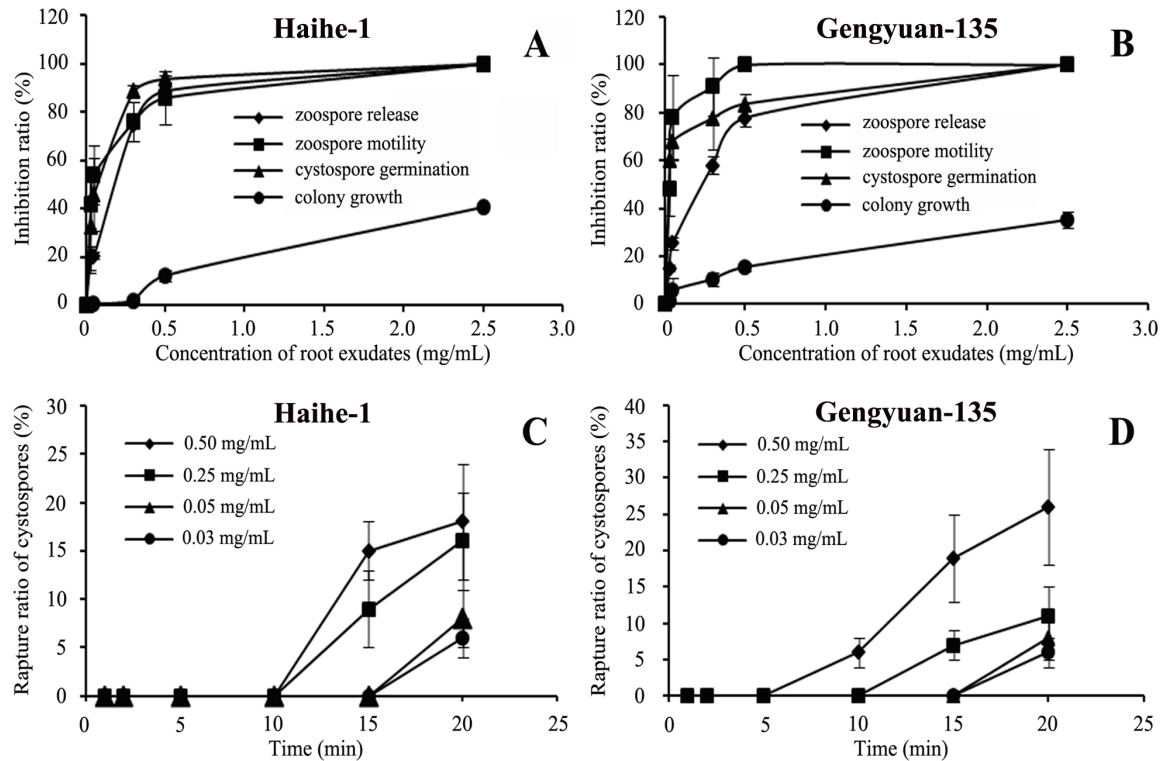 Haihe-1
A
Inhibition ratio (%)
120
100
80
60
40
20
0
zoospore release
zoospore motility
cystospore germination
colony growth
0 0.5 1.0 1.5 2.0 2.5 3.0
Concentration of root exudates (mg/mL)
Gengyuan-135
B
Inhibition ratio (%)
120
100
80
60
40
20
0
zoospore release
zoospore motility
cystospore germination
colony growth
0 0.5 1.0 1.5 2.0 2.5 3.0
Concentration of root exudates (mg/mL)
Haihe-1
C
Rapture ratio of cystospores (%)
30
25
20
15
10
5
0
0.50 mg/mL
0.25 mg/mL
0.05 mg/mL
0.03 mg/mL
0 5 10 15 20 25
Time (min)
Gengyuan-135
D
Rapture ratio of cystospores (%)
40
35
30
25
20
15
10
5
0
0.50 mg/mL
0.25 mg/mL
0.05 mg/mL
0.03 mg/mL
0 5 10 15 20 25
Time (min)